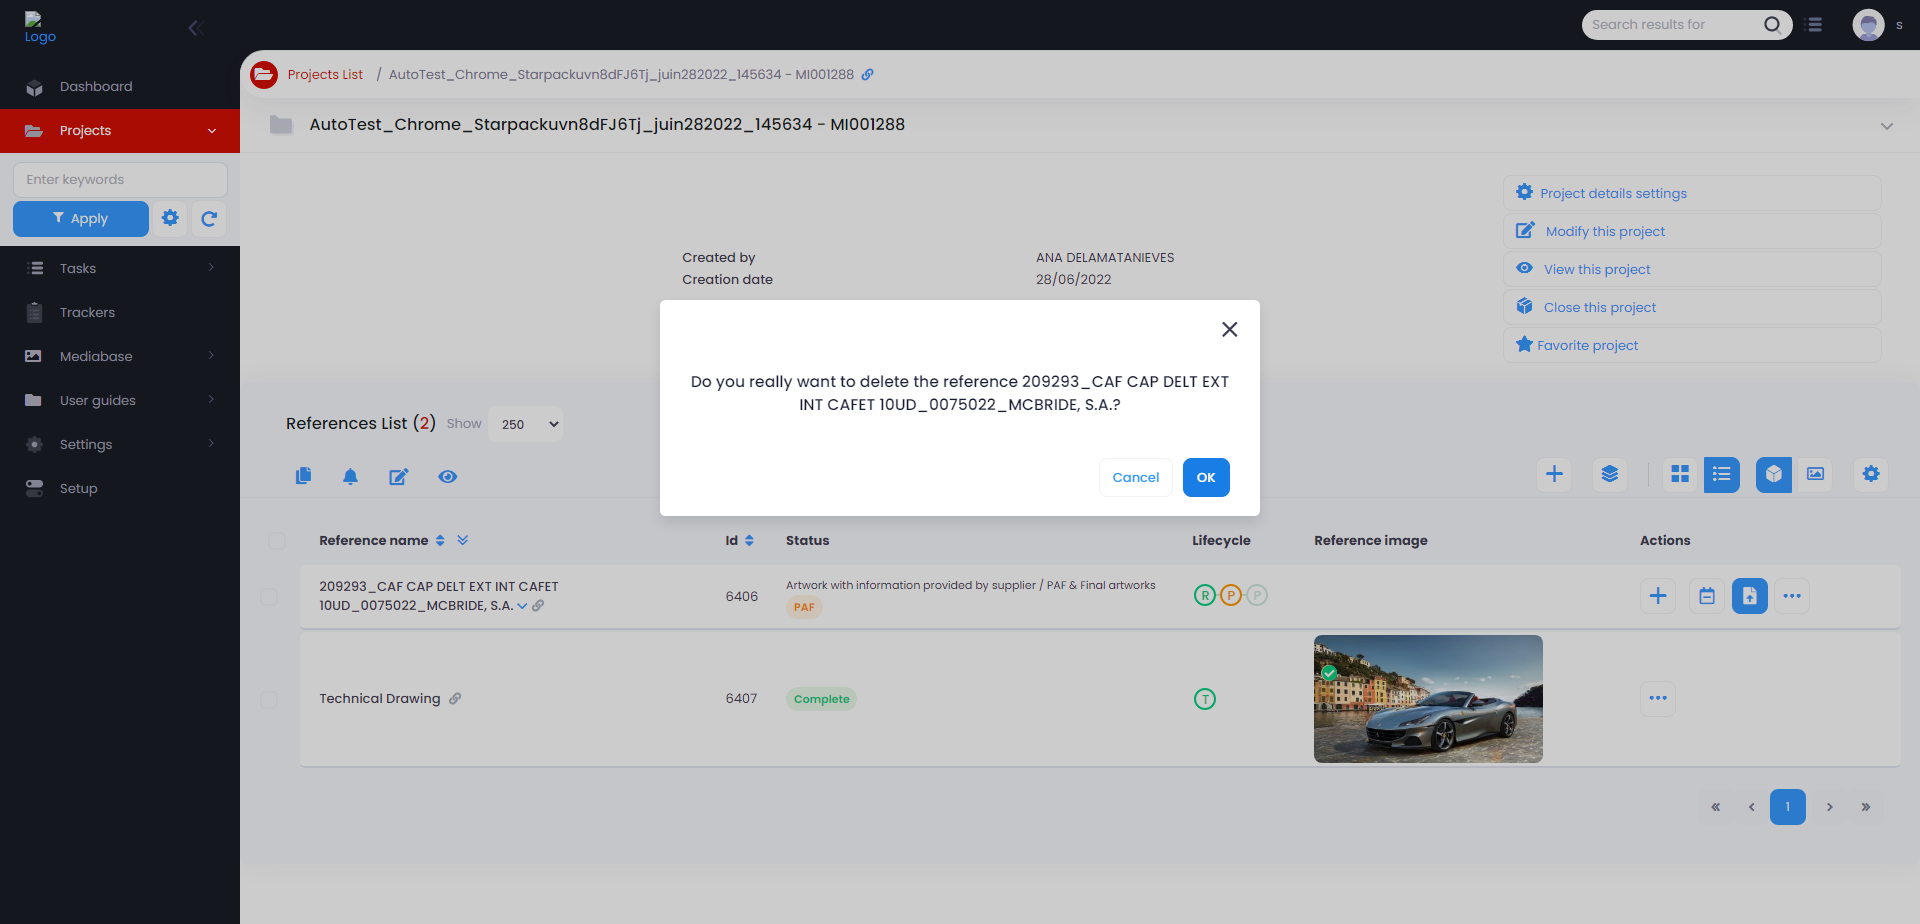 Logo
Search results for
s
Dashboard
Projects
Enter keywords
Apply
Tasks
Trackers
Mediabase
User guides
Settings
Setup
Projects List / AutoTest_Chrome_Starpackuvn8dFJ6Tj_juin282022_145634 - MI001288
AutoTest_Chrome_Starpackuvn8dFJ6Tj_juin282022_145634 - MI001288
Project details settings
Modify this project
View this project
Close this project
Favorite project
Created by ANA DELAMATANIEVES
Creation date 28/06/2022
Do you really want to delete the reference 209293_CAF CAP DELT EXT
INT CAFET 10UD_0075022_MCBRIDE, S.A.?
Cancel OK
References List (2) Show 250
Reference name Id Status Lifecycle Reference image Actions
209293_CAF CAP DELT EXT INT CAFET
10UD_0075022_MCBRIDE, S.A.
6406
Artwork with information provided by supplier / PAF & Final artworks
PAF
R P P
Technical Drawing 6407 Complete T
« ‹ 1 › »